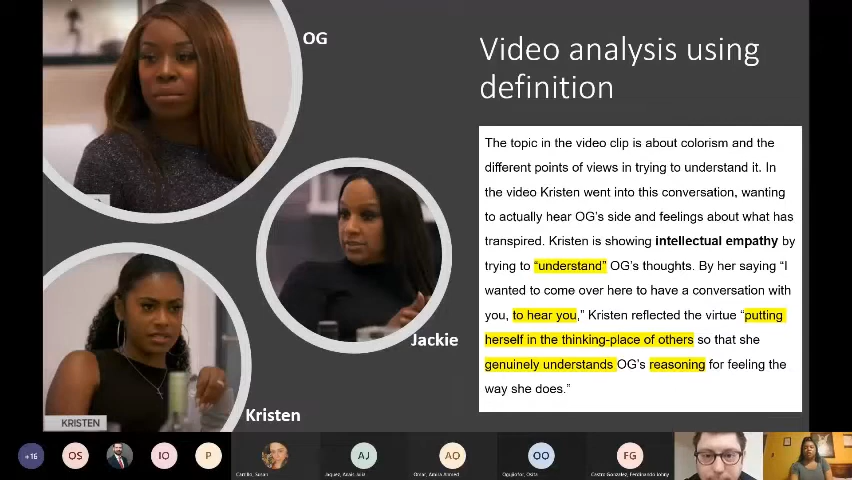 OG
Video analysis using
definition
The topic in the video clip is about colorism and the
different points of views in trying to understand it. In
the video Kristen went into this conversation, wanting
to actually hear OG’s side and feelings about what has
transpired. Kristen is showing intellectual empathy by
trying to “understand” OG’s thoughts. By her saying “I
wanted to come over here to have a conversation with
you, to hear you,” Kristen reflected the virtue “putting
herself in the thinking-place of others so that she
genuinely understands OG’s reasoning for feeling the
way she does.”
Jackie
Kristen
KRISTEN
+16
OS
IO
P
Carrillo, Susan
AJ
AO
OO
FG